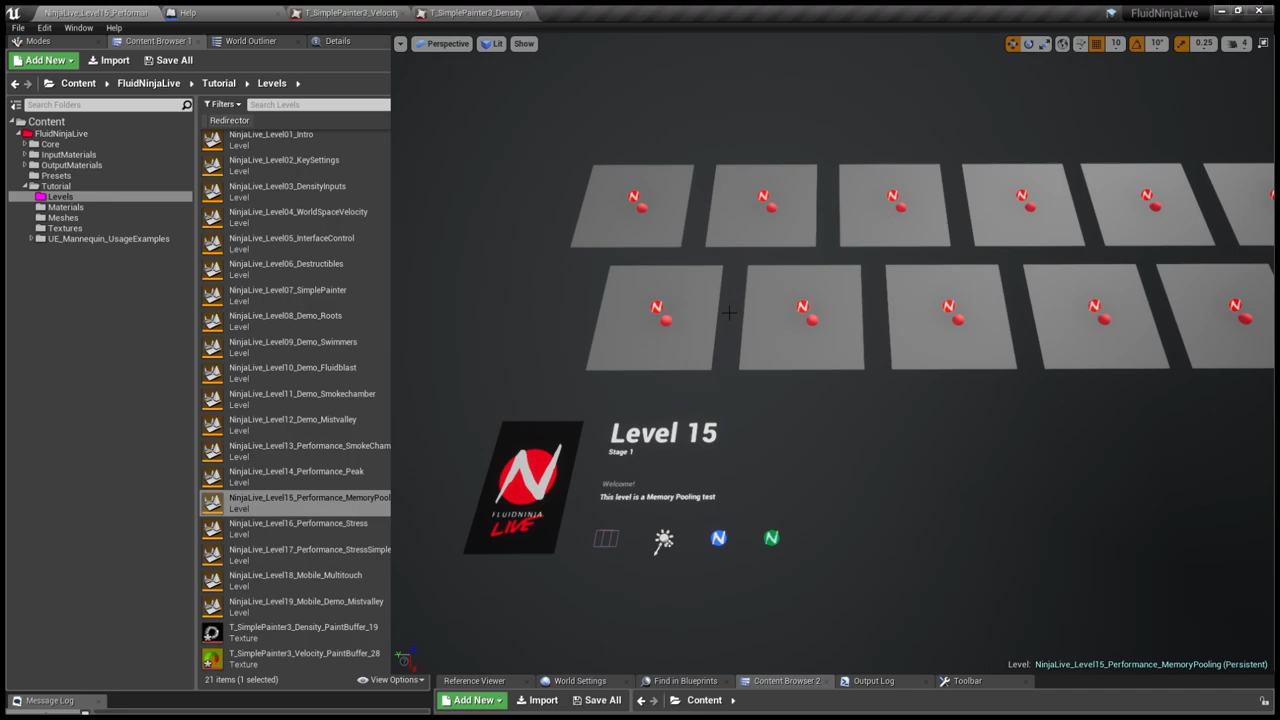 NinjaLive_Level15_Performar
Help
T_SimplePainter3_Velocity
T_SimplePainter3_Density
FluidNinjaLive
File Edit Window Help
Modes
Content Browser 1
World Outliner
Details
Add New
Import
Save All
Perspective
Lit
Show
10
10°
0.25
4
Content FluidNinjaLive Tutorial Levels
Search Folders
Filters
Search Levels
Redirector
Content
FluidNinjaLive
Core
InputMaterials
OutputMaterials
Presets
Tutorial
Levels
Materials
Meshes
Textures
UE_Mannequin_UsageExamples
NinjaLive_Level01_Intro
Level
NinjaLive_Level02_KeySettings
Level
NinjaLive_Level03_DensityInputs
Level
NinjaLive_Level04_WorldSpaceVelocity
Level
NinjaLive_Level05_InterfaceControl
Level
NinjaLive_Level06_Destructibles
Level
NinjaLive_Level07_SimplePainter
Level
NinjaLive_Level08_Demo_Roots
Level
NinjaLive_Level09_Demo_Swimmers
Level
NinjaLive_Level10_Demo_Fluidblast
Level
NinjaLive_Level11_Demo_Smokechamber
Level
NinjaLive_Level12_Demo_Mistvalley
Level
NinjaLive_Level13_Performance_SmokeCham
Level
NinjaLive_Level14_Performance_Peak
Level
NinjaLive_Level15_Performance_MemoryPool
Level
NinjaLive_Level16_Performance_Stress
Level
NinjaLive_Level17_Performance_StressSimple
Level
NinjaLive_Level18_Mobile_Multitouch
Level
NinjaLive_Level19_Mobile_Demo_Mistvalley
Level
T_SimplePainter3_Density_PaintBuffer_19
Texture
T_SimplePainter3_Velocity_PaintBuffer_28
Texture
21 items (1 selected)
View Options
Level 15
Stage 1
Welcome!
This level is a Memory Pooling test
FLUIDNINJA
LIVE
Level: NinjaLive_Level15_Performance_MemoryPooling (Persistent)
Message Log
Reference Viewer
World Settings
Find in Blueprints
Content Browser 2
Output Log
Toolbar
Add New
Import
Save All
Content